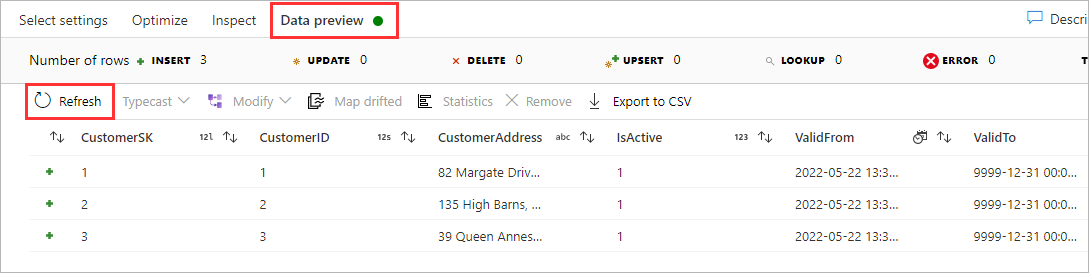 Select settings Optimize Inspect Data preview Descri
Number of rows INSERT 3 UPDATE 0 DELETE 0 UPSERT 0 LOOKUP 0 ERROR 0 T
Refresh Typecast Modify Map drifted Statistics Remove Export to CSV
CustomerSK 12l CustomerID 12s CustomerAddress abc IsActive 123 ValidFrom ValidTo
1 1 82 Margate Driv... 1 2022-05-22 13:3... 9999-12-31 00:0...
2 2 135 High Barns, ... 1 2022-05-22 13:3... 9999-12-31 00:0...
3 3 39 Queen Annes... 1 2022-05-22 13:3... 9999-12-31 00:0...